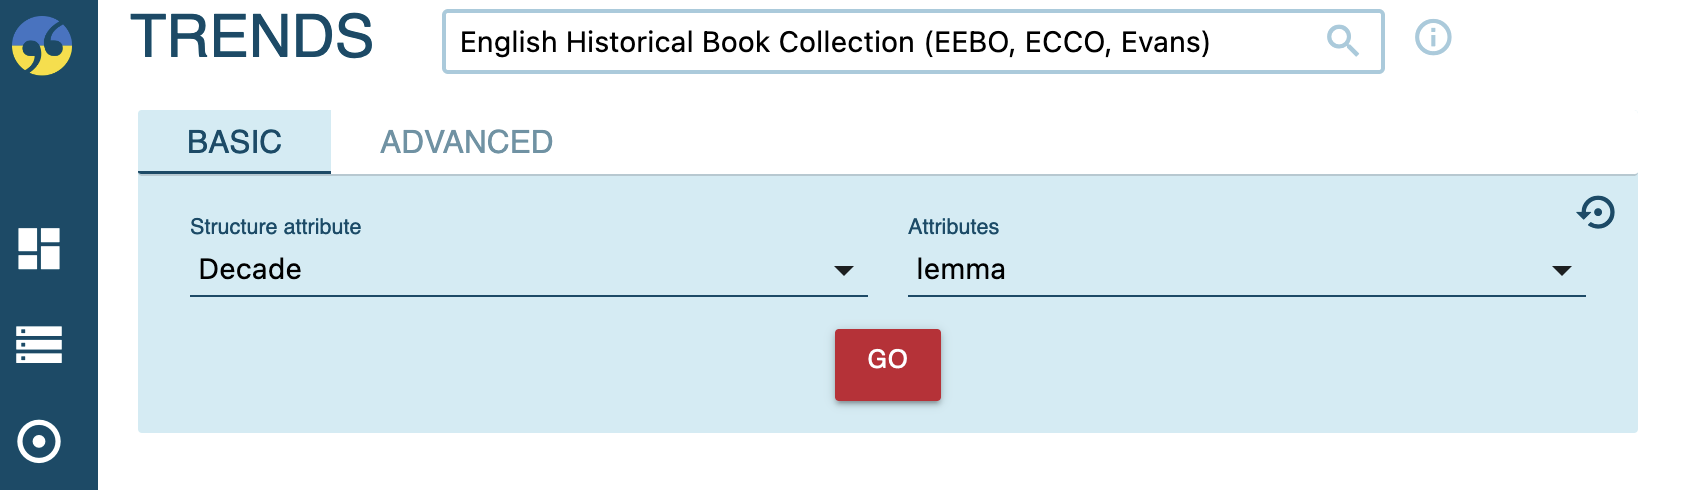 TRENDS
English Historical Book Collection (EEBO, ECCO, Evans)
BASIC
ADVANCED
Structure attribute
Attributes
Decade
lemma
GO